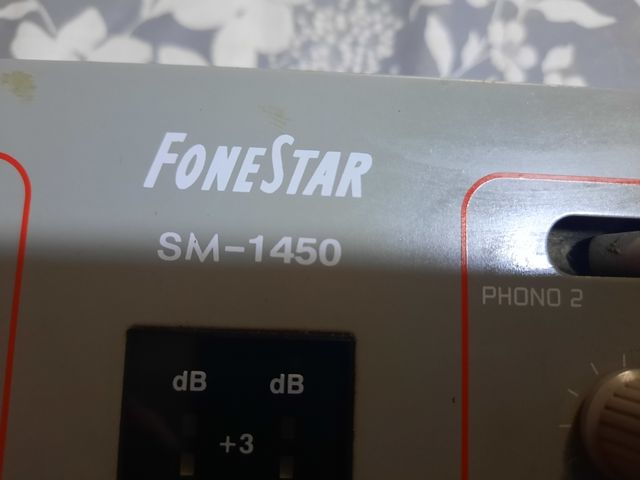 FONESTAR
SM-1450
PHONO 2
dB dB
+3